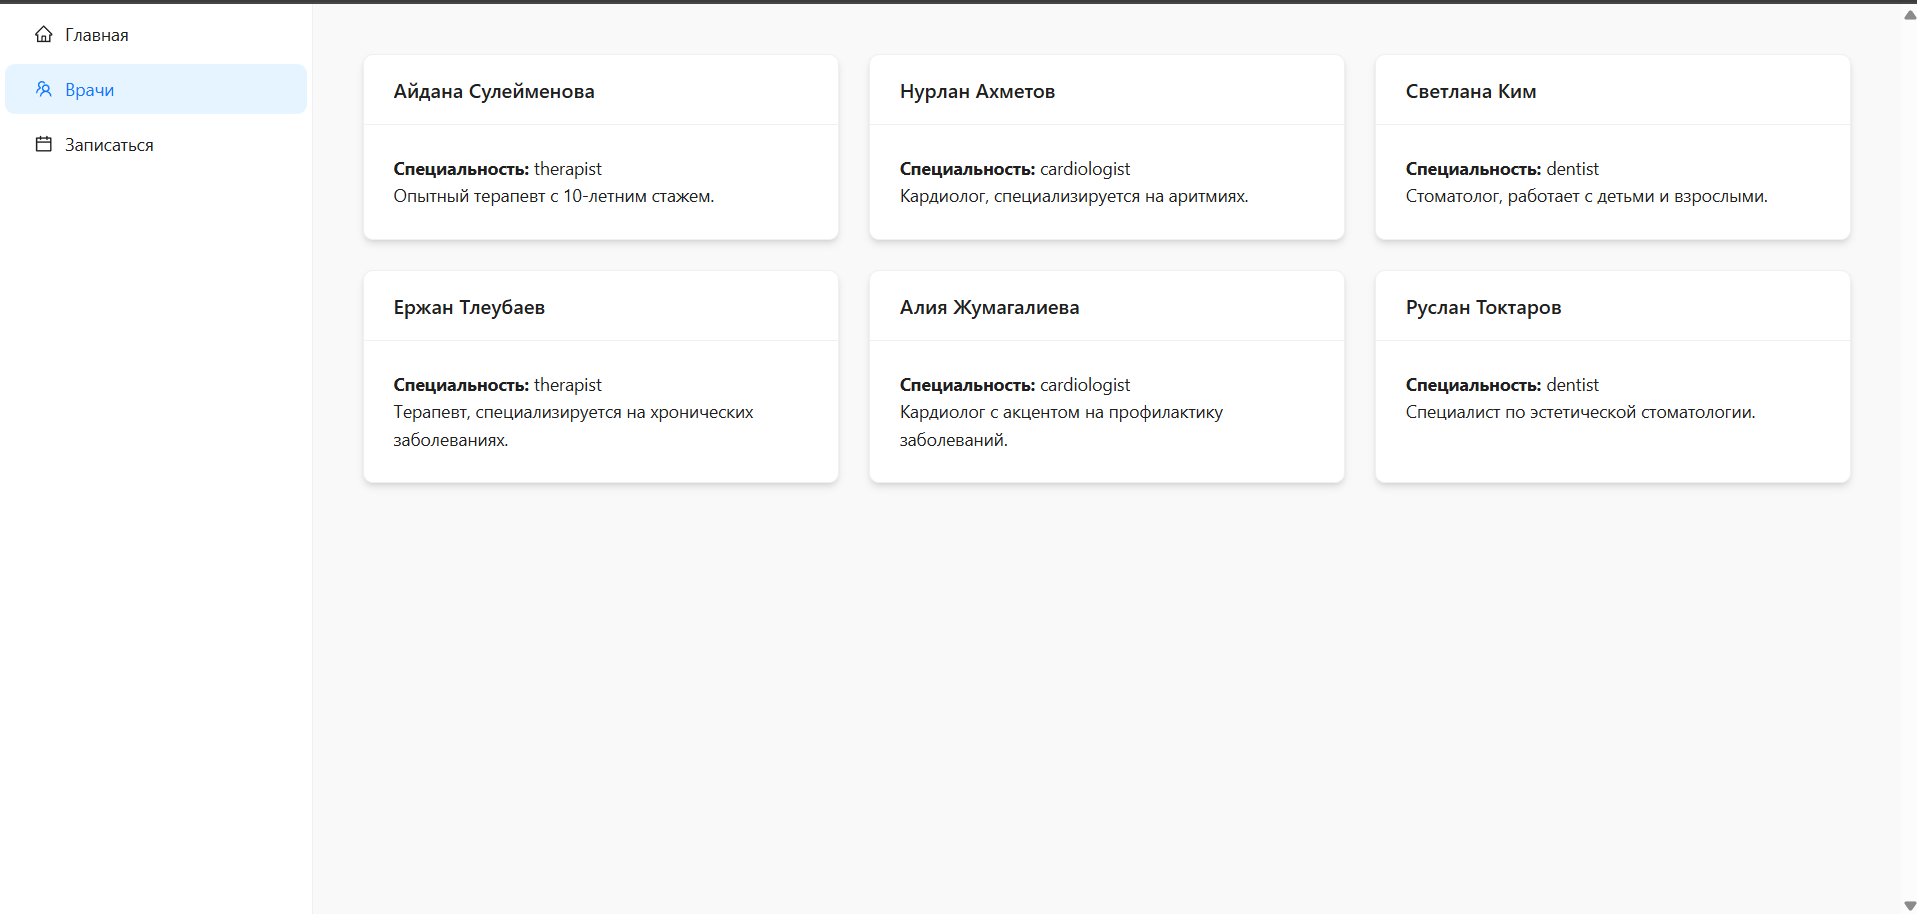 Главная
Врачи
Записаться
Айдана Сулейменова
Специальность: therapist
Опытный терапевт с 10-летним стажем.
Нурлан Ахметов
Специальность: cardiologist
Кардиолог, специализируется на аритмиях.
Светлана Ким
Специальность: dentist
Стоматолог, работает с детьми и взрослыми.
Ержан Тлеубаев
Специальность: therapist
Терапевт, специализируется на хронических
заболеваниях.
Алия Жумагалиева
Специальность: cardiologist
Кардиолог с акцентом на профилактику
заболеваний.
Руслан Токтаров
Специальность: dentist
Специалист по эстетической стоматологии.